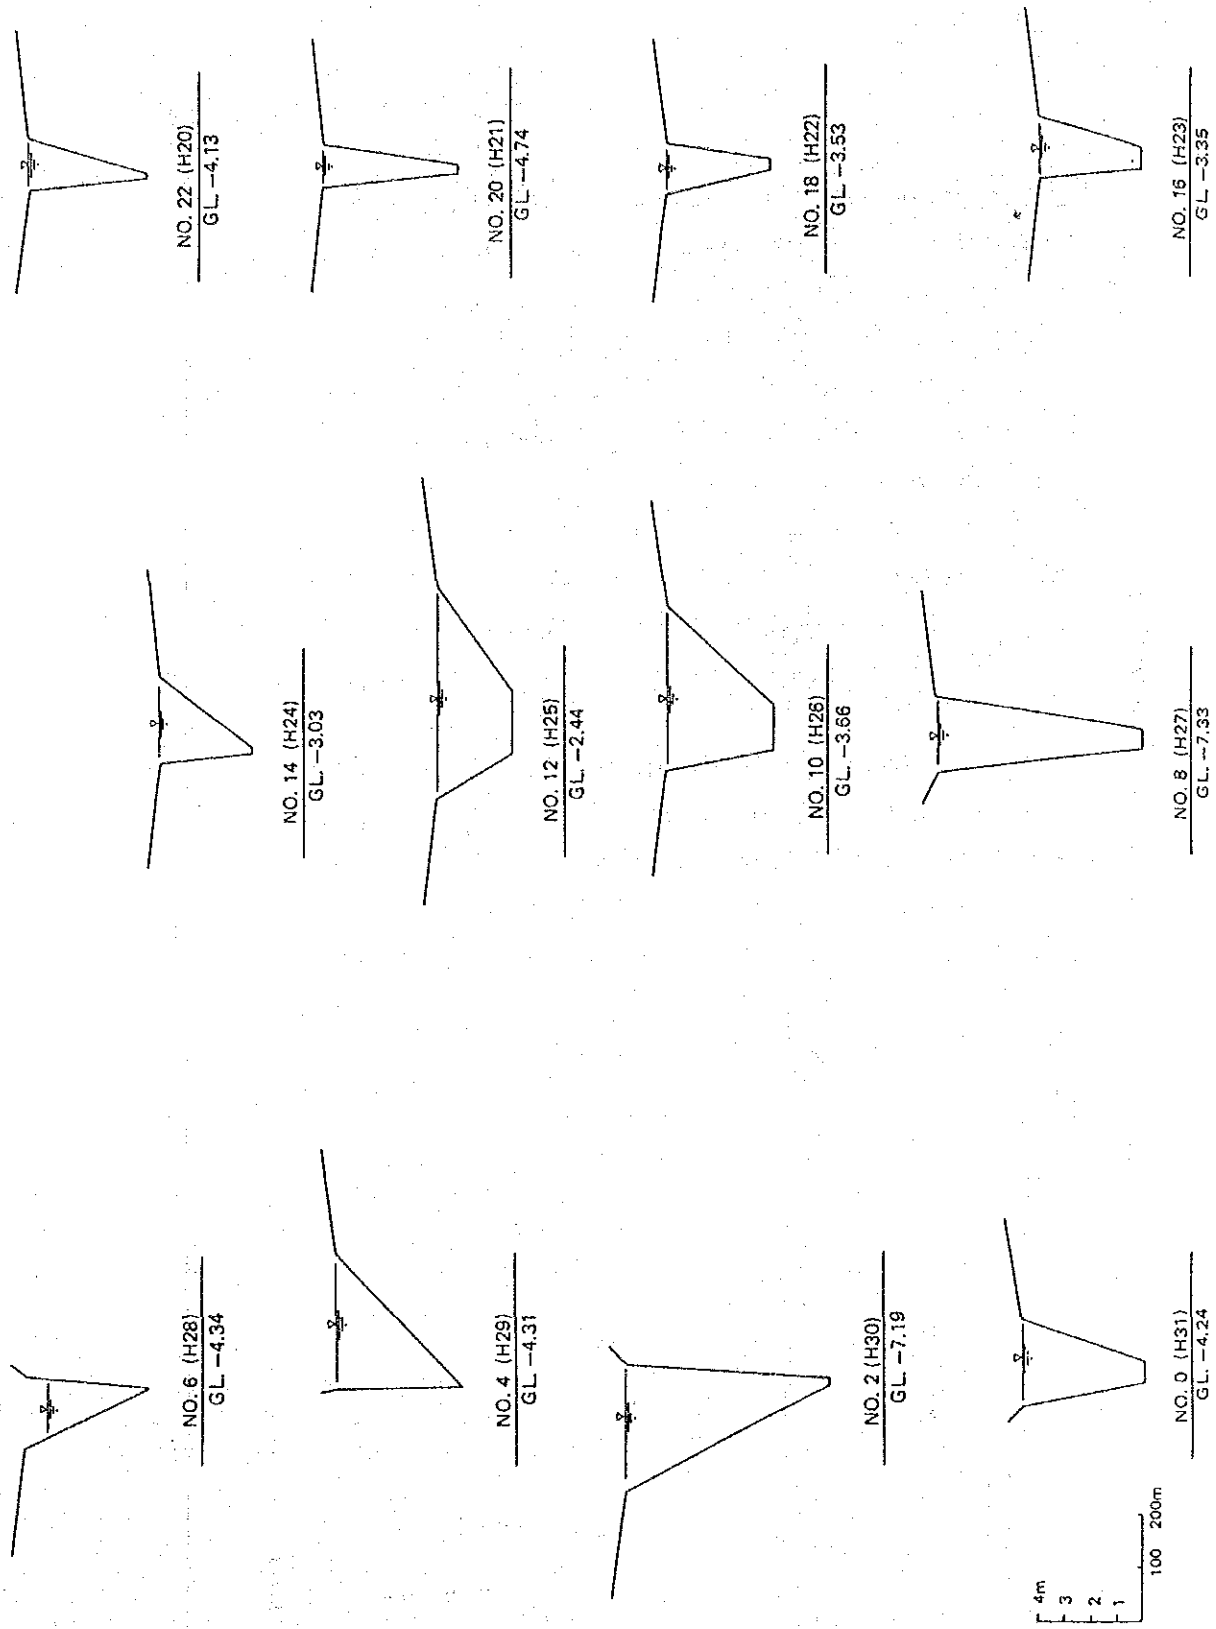 NO. 22 (H20)
GL -4.13
NO. 20 (H21)
GL. -4.74
NO. 18 (H22)
GL. -3.53
NO. 16 (H23)
GL -3.35
NO. 14 (H24)
GL. -3.03
NO. 12 (H25)
GL. -2.44
NO. 10 (H26)
GL. -3.66
NO. 8 (H27)
GL. -7.33
NO. 6 (H28)
GL -4.34
NO. 4 (H29)
GL -4.31
NO. 2 (H30)
GL -7.19
NO. 0 (H31)
GL. -4.24
4m
3
2
1
100 200m